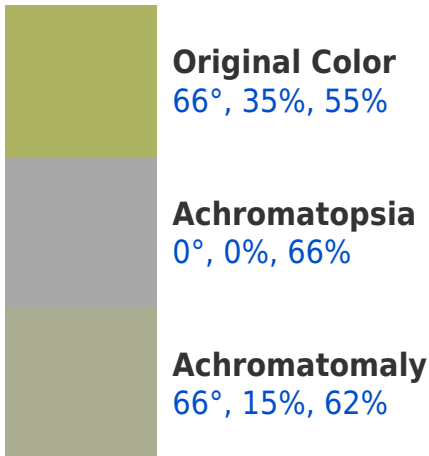 Original Color
66°, 35%, 55%
Achromatopsia
0°, 0%, 66%
Achromatomaly
66°, 15%, 62%